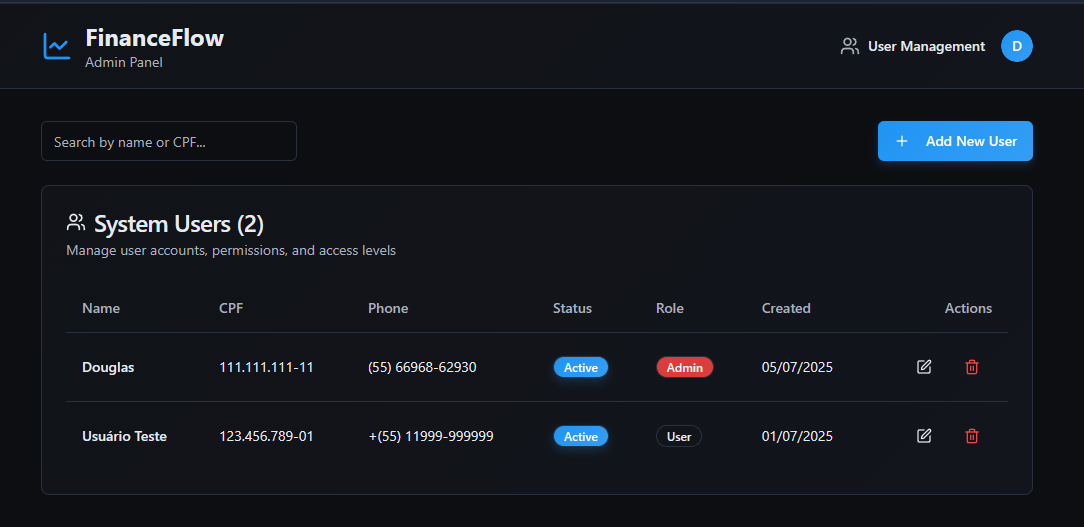 FinanceFlow
Admin Panel
User Management
D
Search by name or CPF...
+ Add New User
System Users (2)
Manage user accounts, permissions, and access levels
Name CPF Phone Status Role Created Actions
Douglas 111.111.111-11 (55) 66968-62930 Active Admin 05/07/2025
Usuário Teste 123.456.789-01 +(55) 11999-999999 Active User 01/07/2025